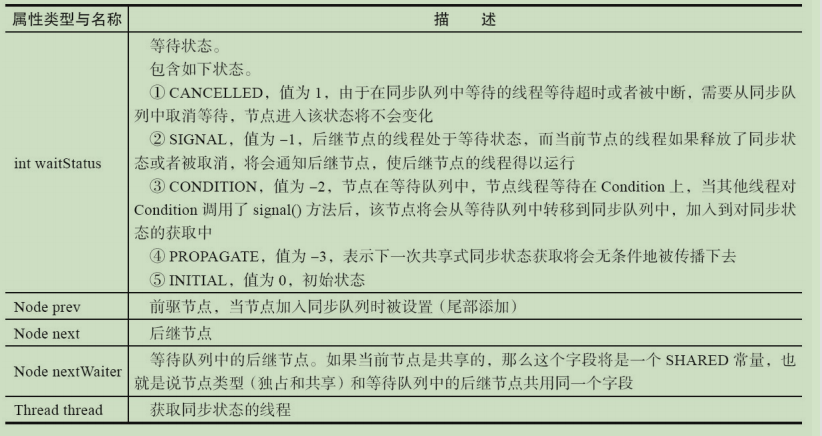 属性类型与名称 描 述
等待状态。
包含如下状态。
① CANCELLED，值为 1，由于在同步队列中等待的线程等待超时或者被中断，需要从同步队
列中取消等待，节点进入该状态将不会变化
② SIGNAL，值为 –1，后继节点的线程处于等待状态，而当前节点的线程如果释放了同步状
态或者被取消，将会通知后继节点，使后继节点的线程得以运行
int waitStatus
③ CONDITION，值为 –2，节点在等待队列中，节点线程等待在 Condition 上，当其他线程对
Condition 调用了 signal() 方法后，该节点将会从等待队列中转移到同步队列中，加入到对同步状
态的获取中
④ PROPAGATE，值为 –3，表示下一次共享式同步状态获取将会无条件地被传播下去
⑤ INITIAL，值为 0，初始状态
Node prev 前驱节点，当节点加入同步队列时被设置（尾部添加）
Node next 后继节点
Node nextWaiter 等待队列中的后继节点。如果当前节点是共享的，那么这个字段将是一个 SHARED 常量，也
就是说节点类型（独占和共享）和等待队列中的后继节点共用同一个字段
Thread thread 获取同步状态的线程